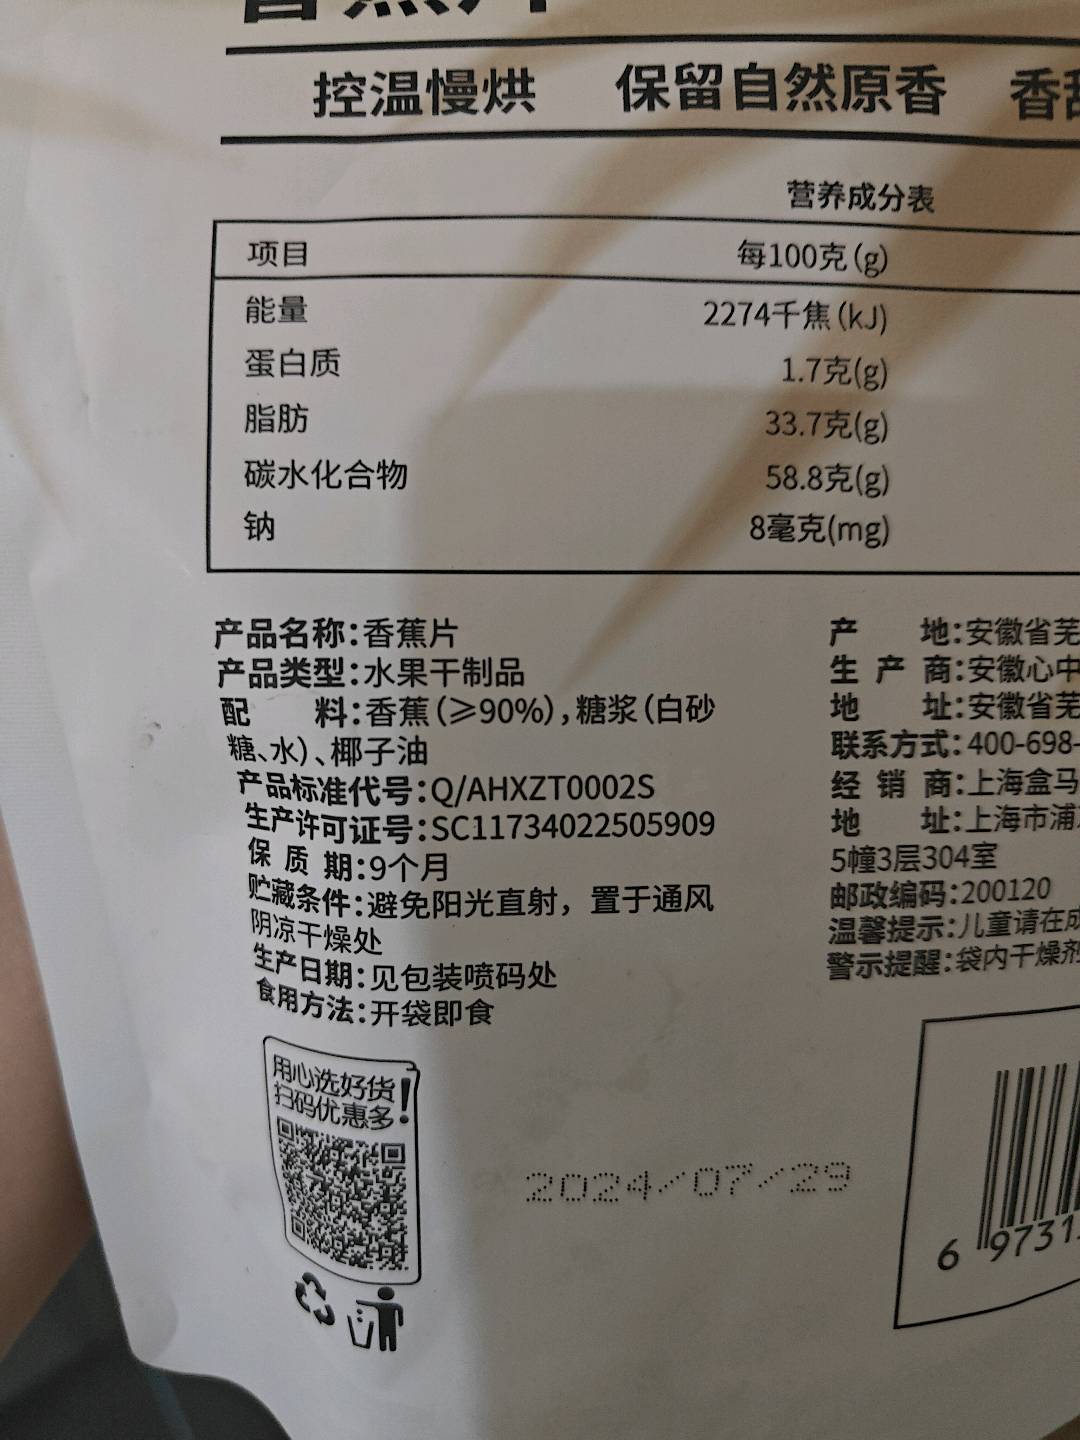 控温慢烘 保留自然原香 香
营养成分表
项目 每100克(g)
能量 2274千焦(kJ)
蛋白质 1.7克(g)
脂肪 33.7克(g)
碳水化合物 58.8克(g)
钠 8毫克(mg)
产品名称:香蕉片
产品类型:水果干制品
配 料:香蕉(≥90%),糖浆(白砂
糖、水)、椰子油
产品标准代号:Q/AHXZT0002S
生产许可证号:SC11734022505909
保质期:9个月
贮藏条件:避免阳光直射，置于通风
阴凉干燥处
生产日期:见包装喷码处
食用方法:开袋即食
产 地:安徽省芜
生产商:安徽心中
地 址:安徽省芜
联系方式:400-698-
经销商:上海盒马
地 址:上海市浦
5幢3层304室
邮政编码:200120
温馨提示:儿童请在成
警示提醒:袋内干燥剂
用心选好货!
扫码优惠多!
2024/07/29
6 9731